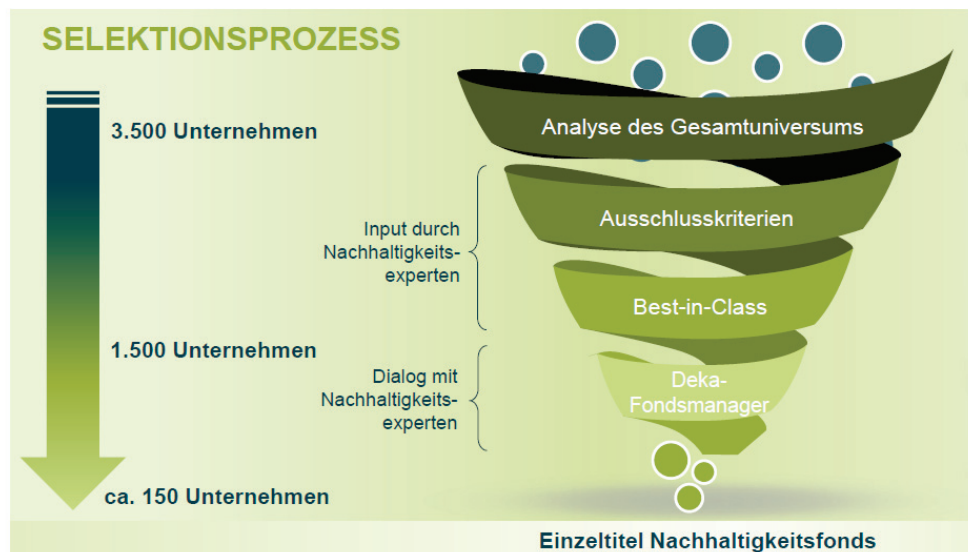 SELEKTIONSPROZESS
3.500 Unternehmen
Analyse des Gesamtuniversums
Ausschlusskriterien
Input durch
Nachhaltigkeits-
experten
Best-in-Class
1.500 Unternehmen
Dialog mit
Nachhaltigkeits-
experten
Deka-
Fondsmanager
ca. 150 Unternehmen
Einzeltitel Nachhaltigkeitsfonds